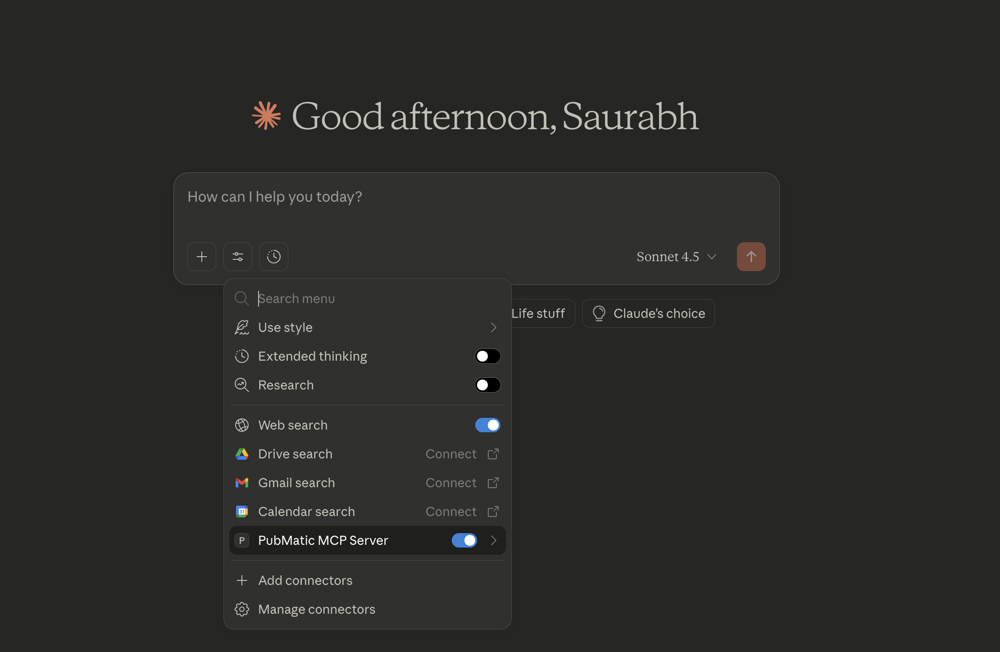 Good afternoon, Saurabh
How can I help you today?
Sonnet 4.5
Search menu
Life stuff
Claude’s choice
Use style
Extended thinking
Research
Web search
Drive search Connect
Gmail search Connect
31 Calendar search Connect
P PubMatic MCP Server
Add connectors
Manage connectors